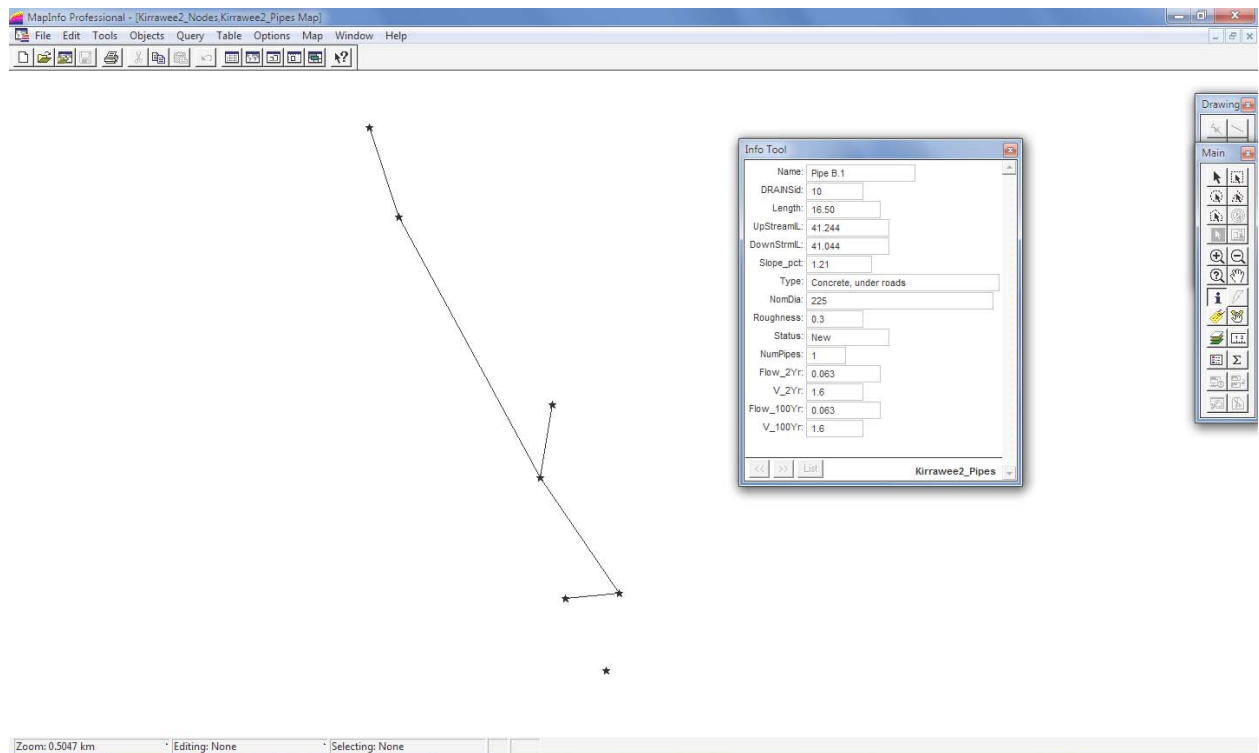 MapInfo Professional - [Kirrawee2_Nodes,Kirrawee2_Pipes Map]
File Edit Tools Objects Query Table Options Map Window Help
Drawing
Info Tool
Main
Name: Pipe B.1
DRAINSid: 10
Length: 16.50
UpStreamIL: 41.244
DownStrmIL: 41.044
Slope_pct: 1.21
Type: Concrete, under roads
NomDia: 225
Roughness: 0.3
Status: New
NumPipes: 1
Flow_2Yr: 0.063
V_2Yr: 1.6
Flow_100Yr: 0.063
V_100Yr: 1.6
<< >> List Kirrawee2_Pipes
Zoom: 0.5047 km Editing: None Selecting: None